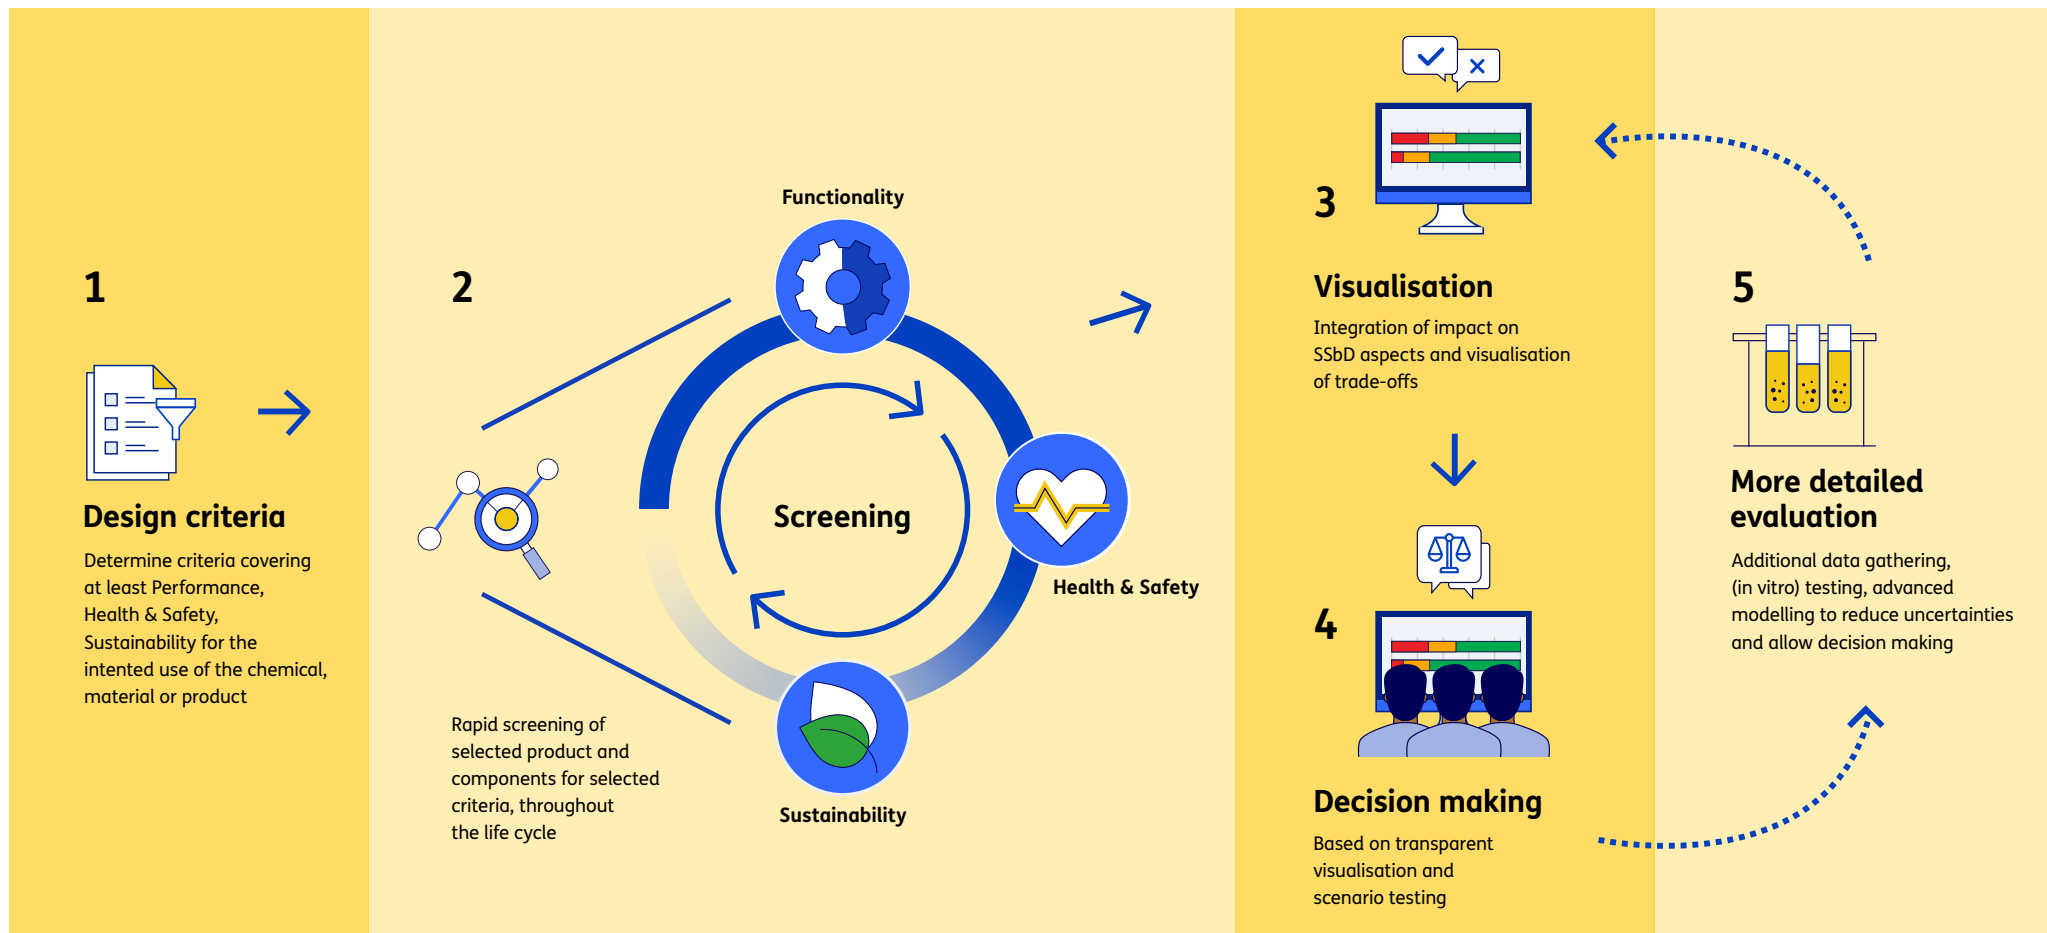 1
Design criteria
Determine criteria covering
at least Performance,
Health & Safety,
Sustainability for the
intented use of the chemical,
material or product
2
Functionality
Screening
Health & Safety
Sustainability
Rapid screening of
selected product and
components for selected
criteria, throughout
the life cycle
3
Visualisation
Integration of impact on
SSbD aspects and visualisation
of trade-offs
4
Decision making
Based on transparent
visualisation and
scenario testing
5
More detailed
evaluation
Additional data gathering,
(in vitro) testing, advanced
modelling to reduce uncertainties
and allow decision making